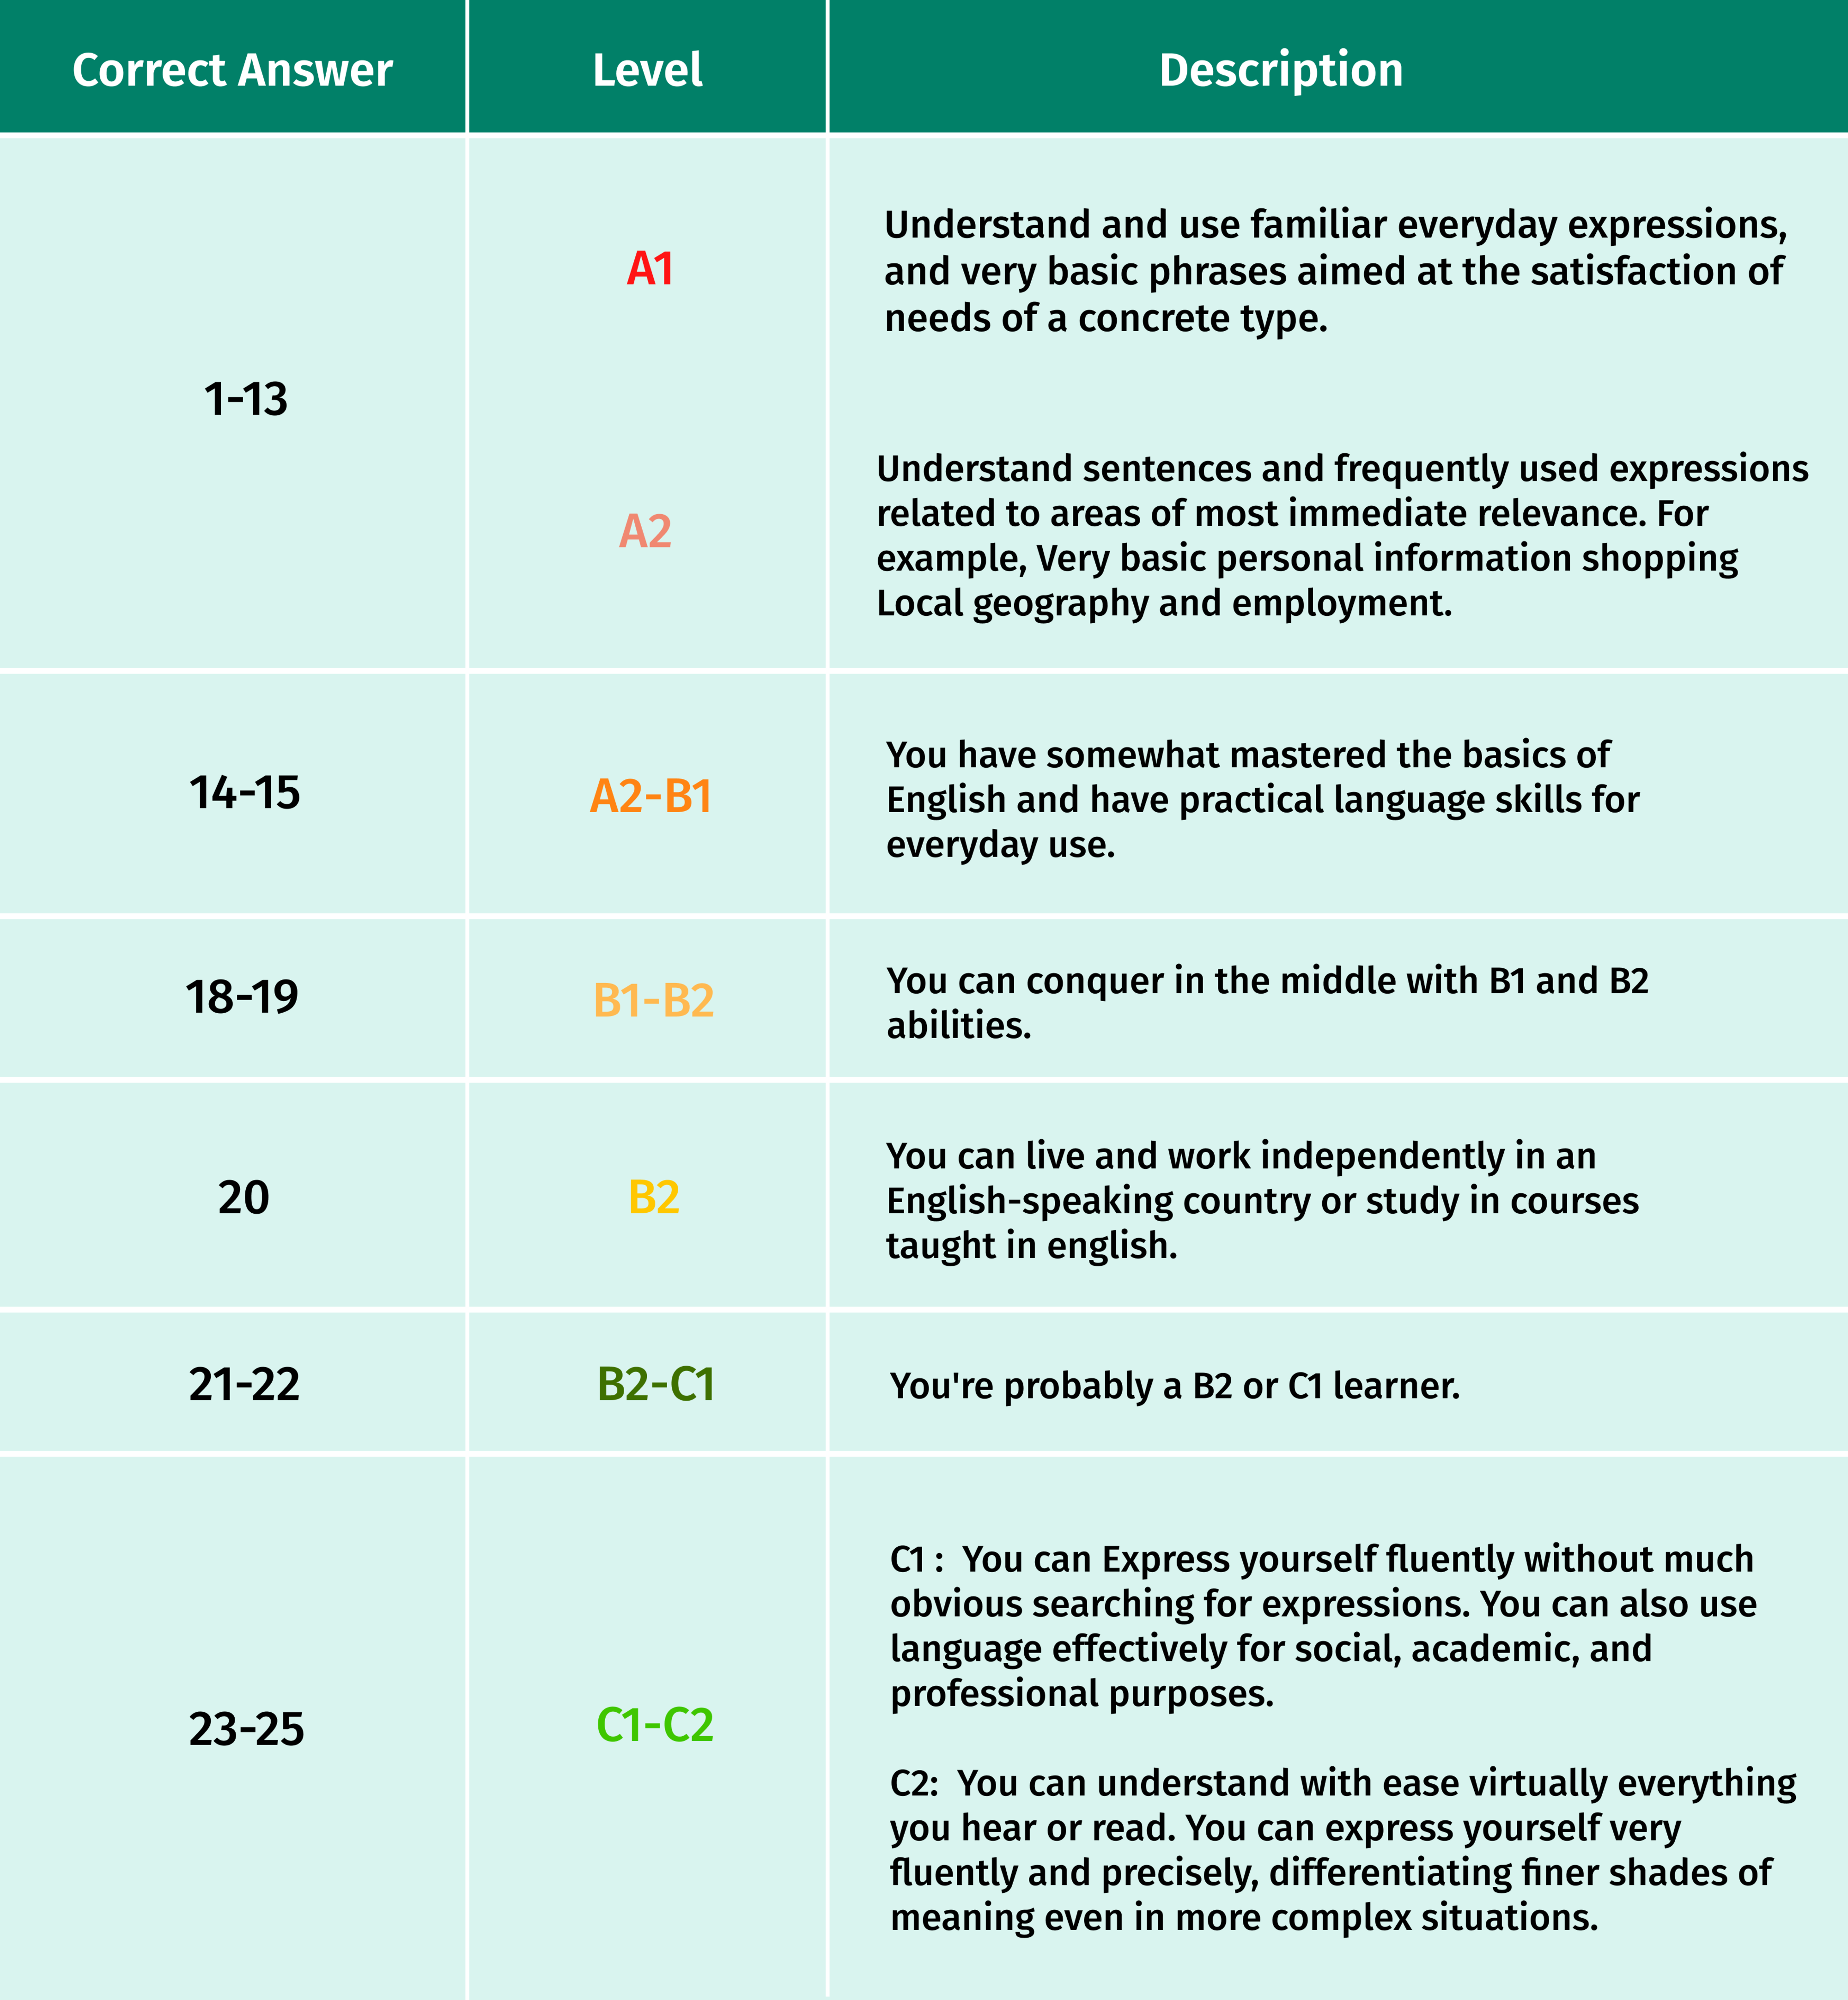 Correct Answer Level Description
1-13
A1
Understand and use familiar everyday expressions,
and very basic phrases aimed at the satisfaction of
needs of a concrete type.
A2
Understand sentences and frequently used expressions
related to areas of most immediate relevance. For
example, Very basic personal information shopping
Local geography and employment.
14-15
A2-B1
You have somewhat mastered the basics of
English and have practical language skills for
everyday use.
18-19
B1-B2
You can conquer in the middle with B1 and B2
abilities.
20
B2
You can live and work independently in an
English-speaking country or study in courses
taught in english.
21-22
B2-C1
You're probably a B2 or C1 learner.
23-25
C1-C2
C1 :  You can Express yourself fluently without much
obvious searching for expressions. You can also use
language effectively for social, academic, and
professional purposes.
C2:  You can understand with ease virtually everything
you hear or read. You can express yourself very
fluently and precisely, differentiating finer shades of
meaning even in more complex situations.